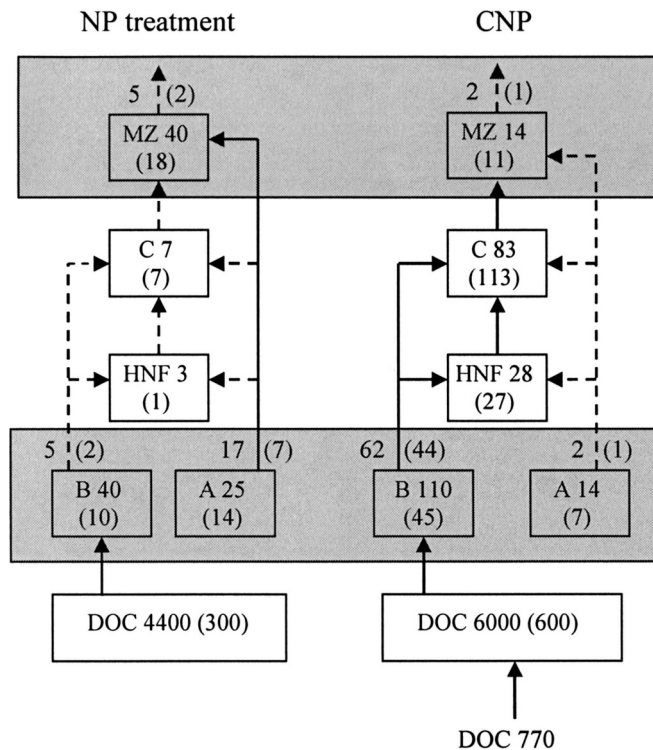 NP treatment CNP
5 (2) 2 (1)
MZ 40 MZ 14
(18) (11)
C 7 C 83
(7) (113)
HNF 3 HNF 28
(1) (27)
5 (2) 17 (7) 62 (44) 2 (1)
B 40 A 25 B 110 A 14
(10) (14) (45) (7)
DOC 4400 (300) DOC 6000 (600)
DOC 770